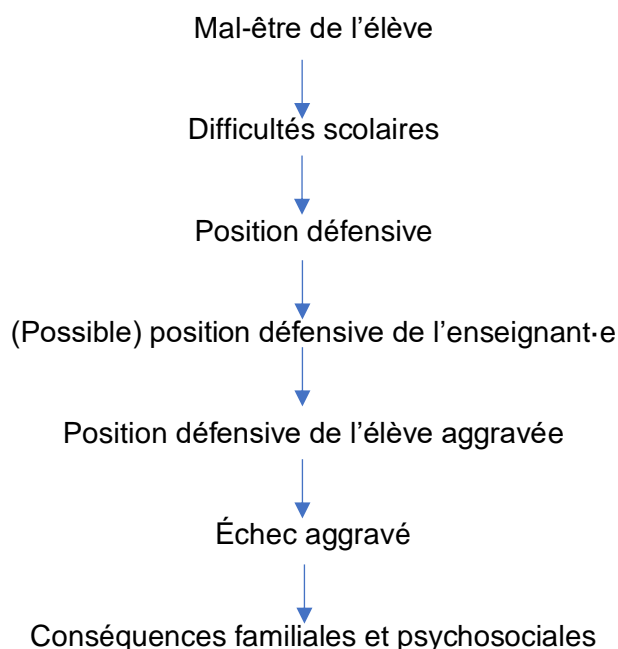 Mal-être de l’élève
Difficultés scolaires
Position défensive
(Possible) position défensive de l’enseignant·e
Position défensive de l’élève aggravée
Échec aggravé
Conséquences familiales et psychosociales